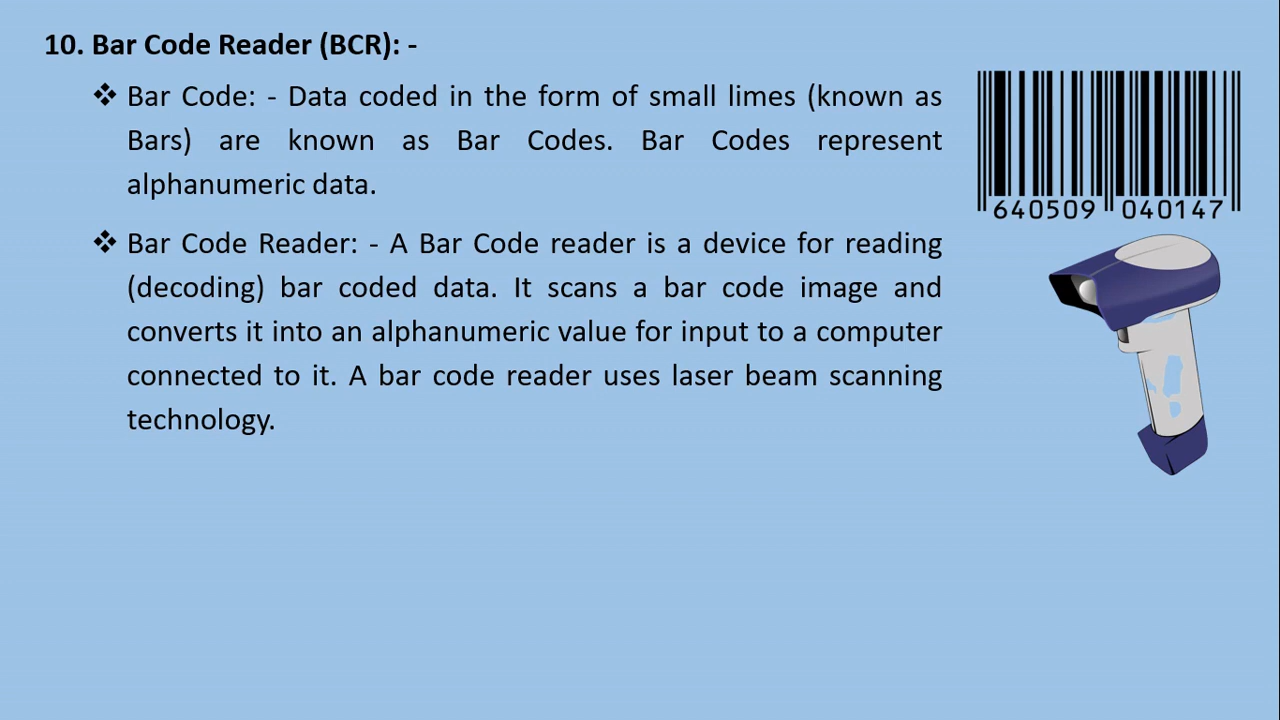 10. Bar Code Reader (BCR): -
❖ Bar Code: - Data coded in the form of small limes (known as
Bars) are known as Bar Codes. Bar Codes represent
alphanumeric data.
❖ Bar Code Reader: - A Bar Code reader is a device for reading
(decoding) bar coded data. It scans a bar code image and
converts it into an alphanumeric value for input to a computer
connected to it. A bar code reader uses laser beam scanning
technology.
640509 040147